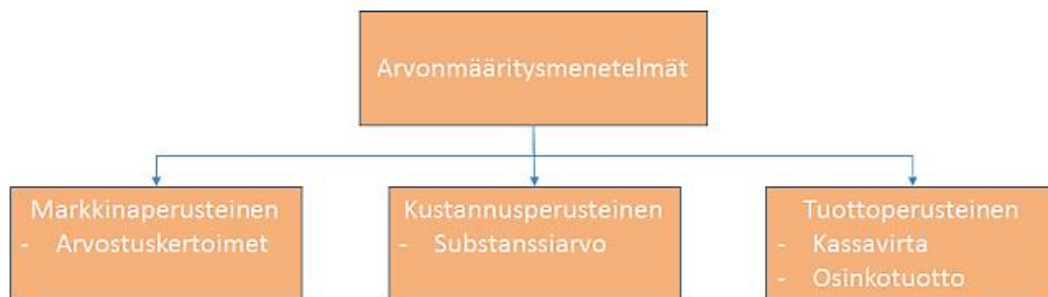 Arvonmääritysmenetelmät
Markkinaperusteinen
- Arvostuskertoimet
Kustannusperusteinen
- Substanssiarvo
Tuottoperusteinen
- Kassavirta
- Osinkotuotto